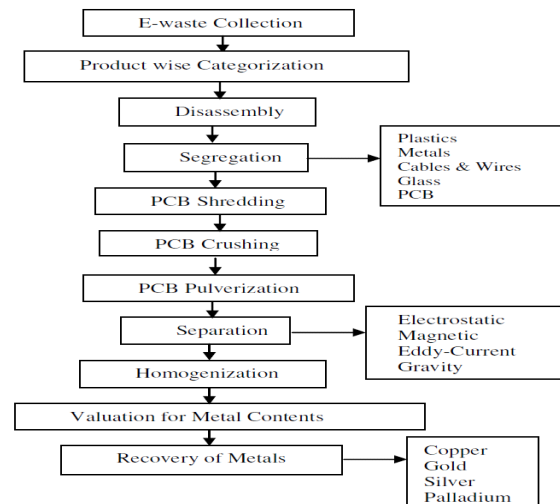 E-waste Collection
Product wise Categorization
Disassembly
Segregation
Plastics
Metals
Cables & Wires
Glass
PCB
PCB Shredding
PCB Crushing
PCB Pulverization
Separation
Electrostatic
Magnetic
Eddy-Current
Gravity
Homogenization
Valuation for Metal Contents
Recovery of Metals
Copper
Gold
Silver
Palladium